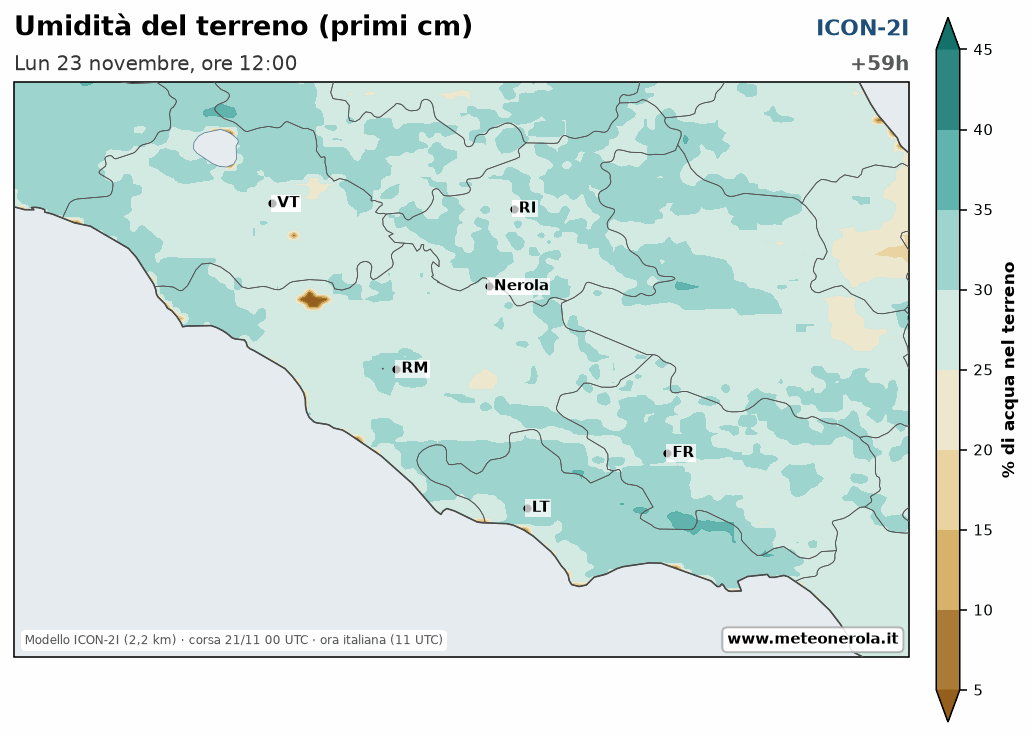 Umidità del terreno (primi cm)
ICON-2I
Lun 23 novembre, ore 12:00
+59h
45
40
35
30
25
20
15
10
5
% di acqua nel terreno
VT
RI
Nerola
RM
FR
LT
Modello ICON-2I (2,2 km) · corsa 21/11 00 UTC · ora italiana (11 UTC)
www.meteonerola.it